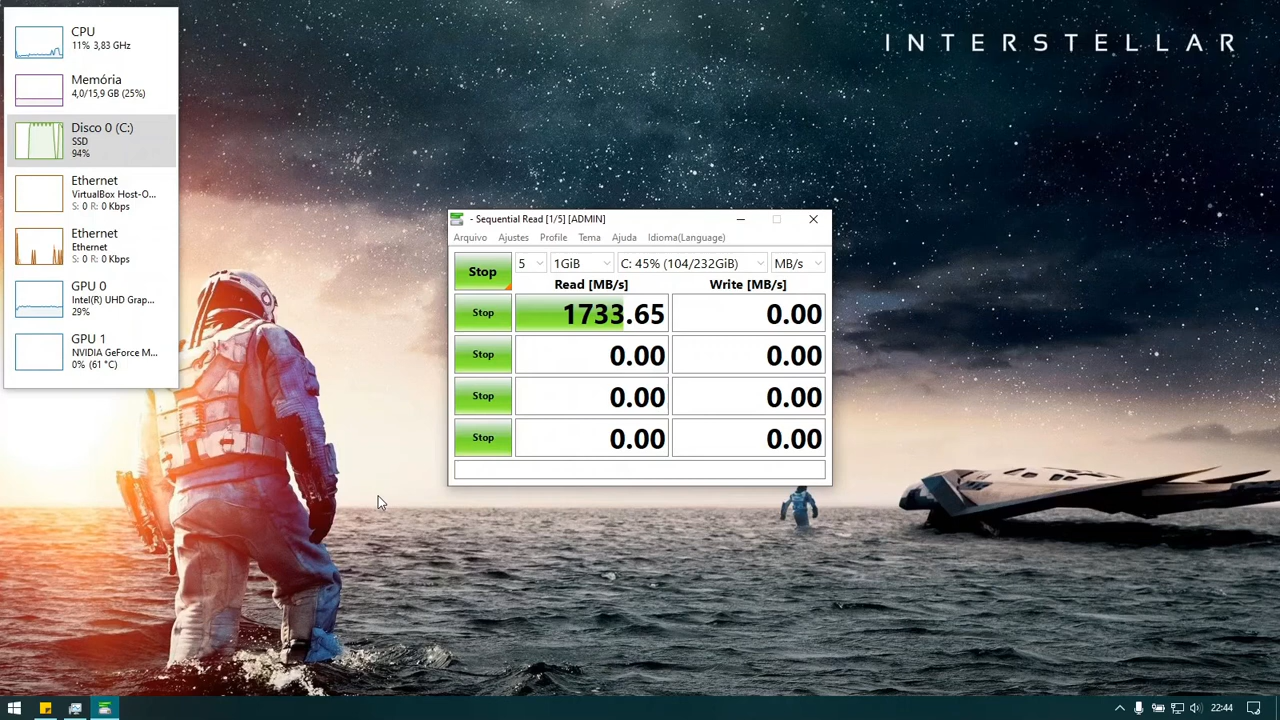 CPU
11% 3,83 GHz
Memória
4,0/15,9 GB (25%)
Disco 0 (C:)
SSD
94%
Ethernet
VirtualBox Host-O...
S: 0 R: 0 Kbps
Ethernet
Ethernet
S: 0 R: 0 Kbps
GPU 0
Intel(R) UHD Grap...
29%
GPU 1
NVIDIA GeForce M...
0% (61 °C)
INTERSTELLAR
- Sequential Read [1/5] [ADMIN]
Arquivo Ajustes Profile Tema Ajuda Idioma(Language)
Stop 5 1GiB C: 45% (104/232GiB) MB/s
Read [MB/s] Write [MB/s]
Stop 1733.65 0.00
Stop 0.00 0.00
Stop 0.00 0.00
Stop 0.00 0.00
22:44